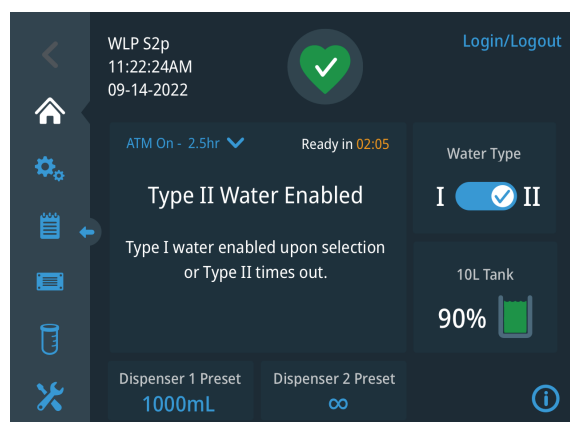 WLP S2p
11:22:24AM
09-14-2022
Login/Logout
ATM On - 2.5hr
Ready in 02:05
Type II Water Enabled
Type I water enabled upon selection
or Type II times out.
Water Type
I II
10L Tank
90%
Dispenser 1 Preset
1000mL
Dispenser 2 Preset
∞